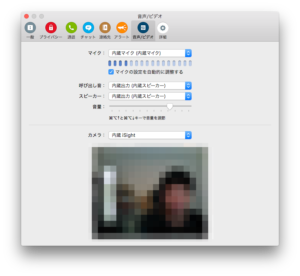 音声/ビデオ
一般
プライバシー
通話
チャット
連絡先
アラート
音声/ビデオ
詳細
マイク：
内蔵マイク (内蔵マイク)
マイクの設定を自動的に調整する
呼び出し音：
内蔵出力 (内蔵スピーカー)
スピーカー：
内蔵出力 (内蔵スピーカー)
音量：
カメラ：
内蔵 iSight